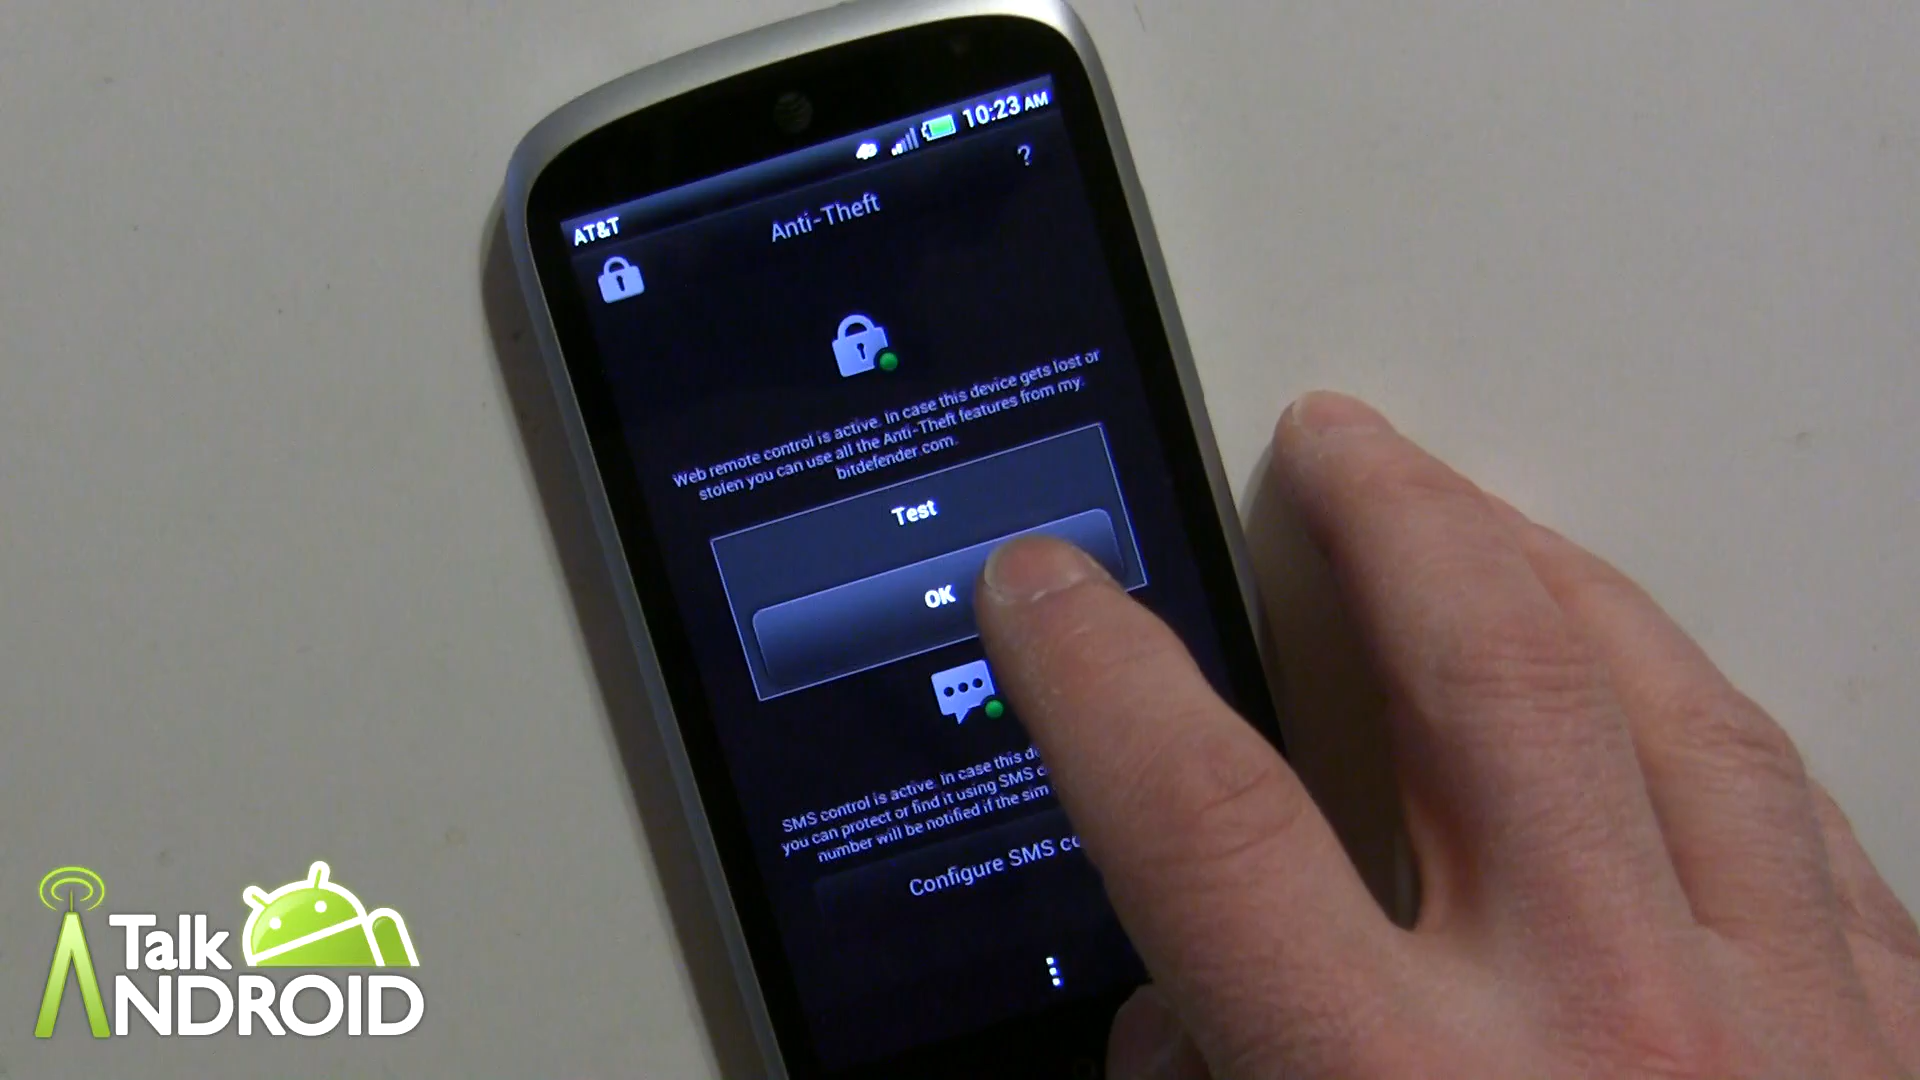 10:23 AM
AT&T
Anti-Theft
?
Web remote control is active. In case this device gets lost or
stolen you can use all the Anti-Theft features from my.
bitdefender.com.
Test
OK
SMS control is active. In case this
you can protect or find it using SMS
number will be notified if the sim
Configure SMS
Talk
ANDROID